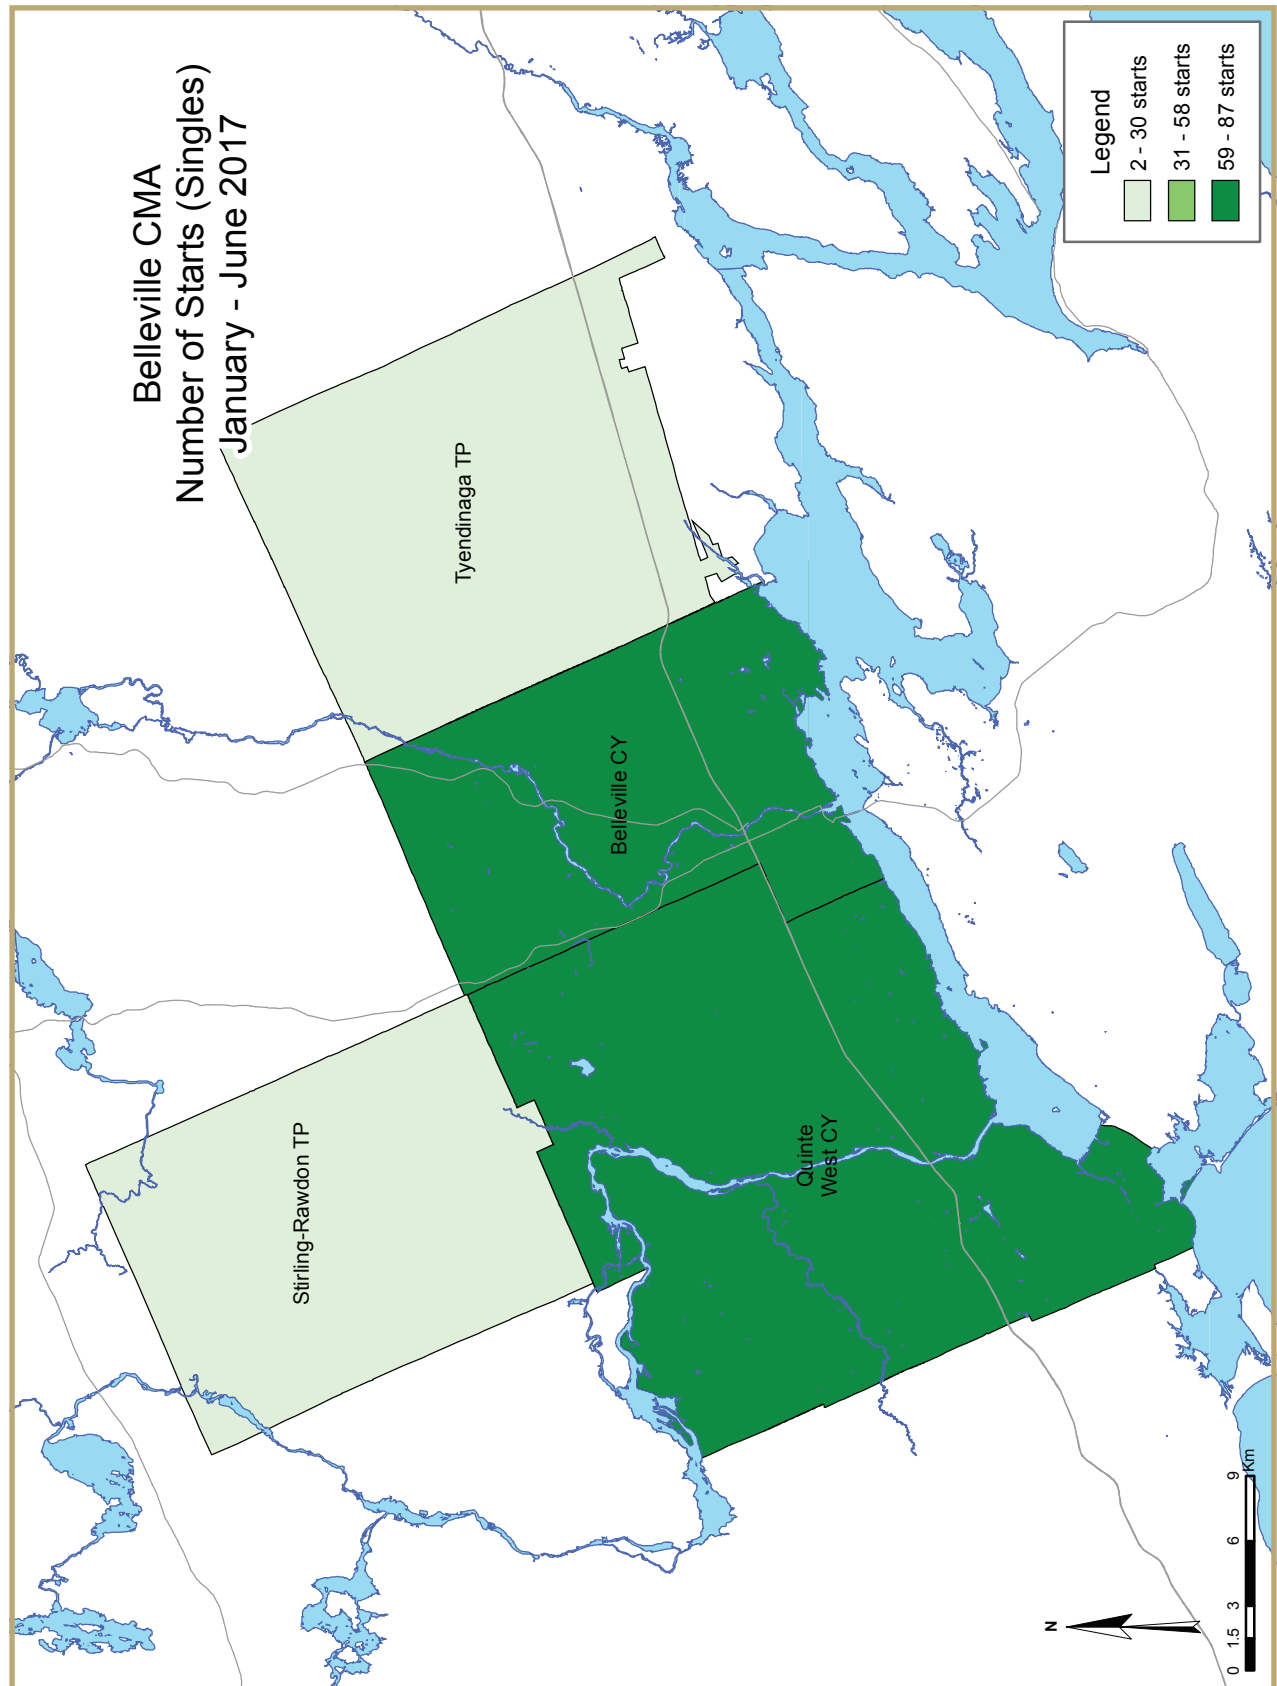 Belleville CMA
Number of Starts (Singles)
January - June 2017
Stirling-Rawdon TP
Tyendinaga TP
Belleville CY
Quinte
West CY
Legend
2 - 30 starts
31 - 58 starts
59 - 87 starts
N
0 1.5 3 6 9
Km